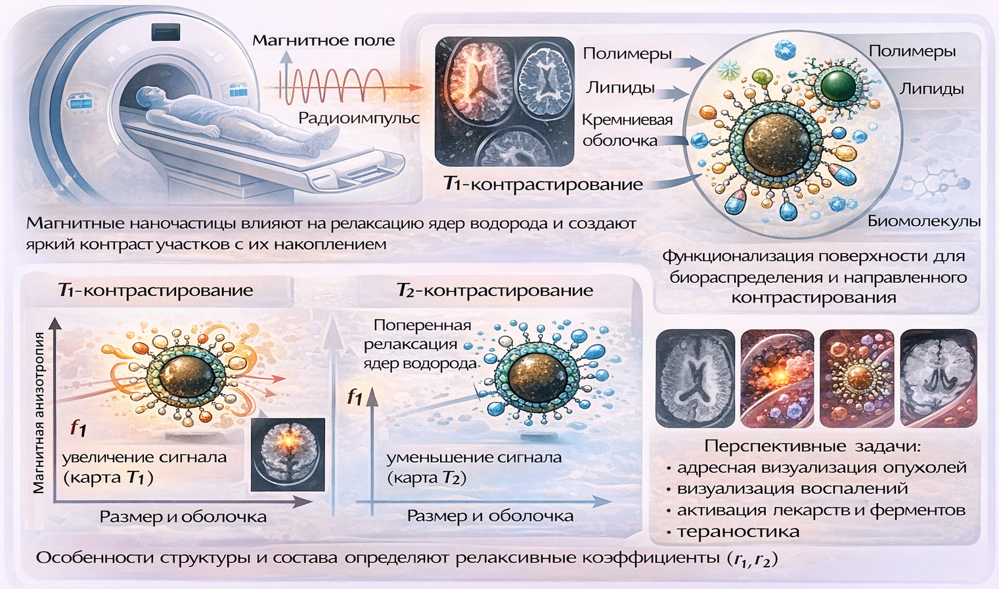 Магнитное поле
Радиоимпульс
Полимеры
Липиды
Кремниевая
оболочка
T1-контрастирование
Полимеры
Липиды
Биомолекулы
Магнитные наночастицы влияют на релаксацию ядер водорода и создают
яркий контраст участков с их накоплением
функционализация поверхности для
биораспределения и направленного
контрастирования
T1-контрастирование
Магнитная анизотропия
f1
увеличение сигнала
(карта T1)
Размер и оболочка
T2-контрастирование
Поперенная
релаксация
ядер водорода
f1
уменьшение сигнала
(карта T2)
Размер и оболочка
Перспективные задачи:
• адресная визуализация опухолей
• визуализация воспалений
• активация лекарств и ферментов
• тераностика
Особенности структуры и состава определяют релаксивные коэффициенты (r1, r2)